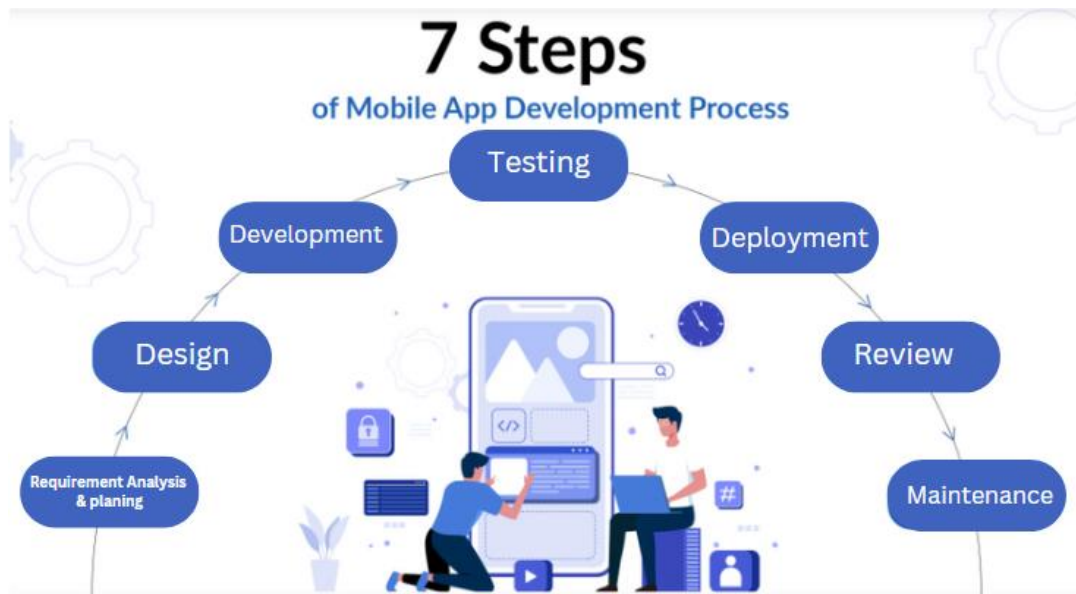 7 Steps
of Mobile App Development Process
Testing
Development
Deployment
Design
Review
Requirement Analysis
& planing
Maintenance
</>
#